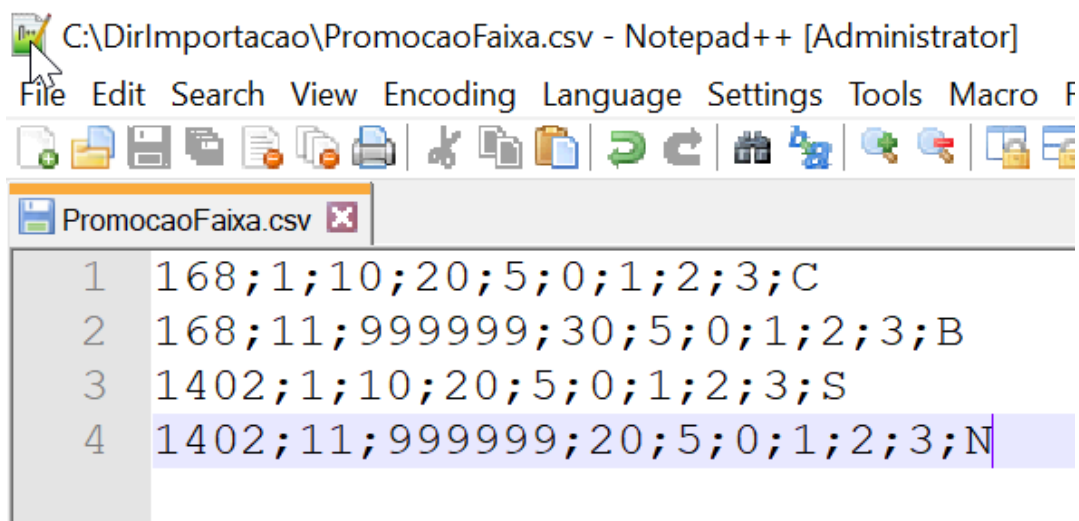 C:\DirImportacao\PromocaoFaixa.csv - Notepad++ [Administrator]
File Edit Search View Encoding Language Settings Tools Macro
PromocaoFaixa.csv
1 168;1;10;20;5;0;1;2;3;C
2 168;11;999999;30;5;0;1;2;3;B
3 1402;1;10;20;5;0;1;2;3;S
4 1402;11;999999;20;5;0;1;2;3;N